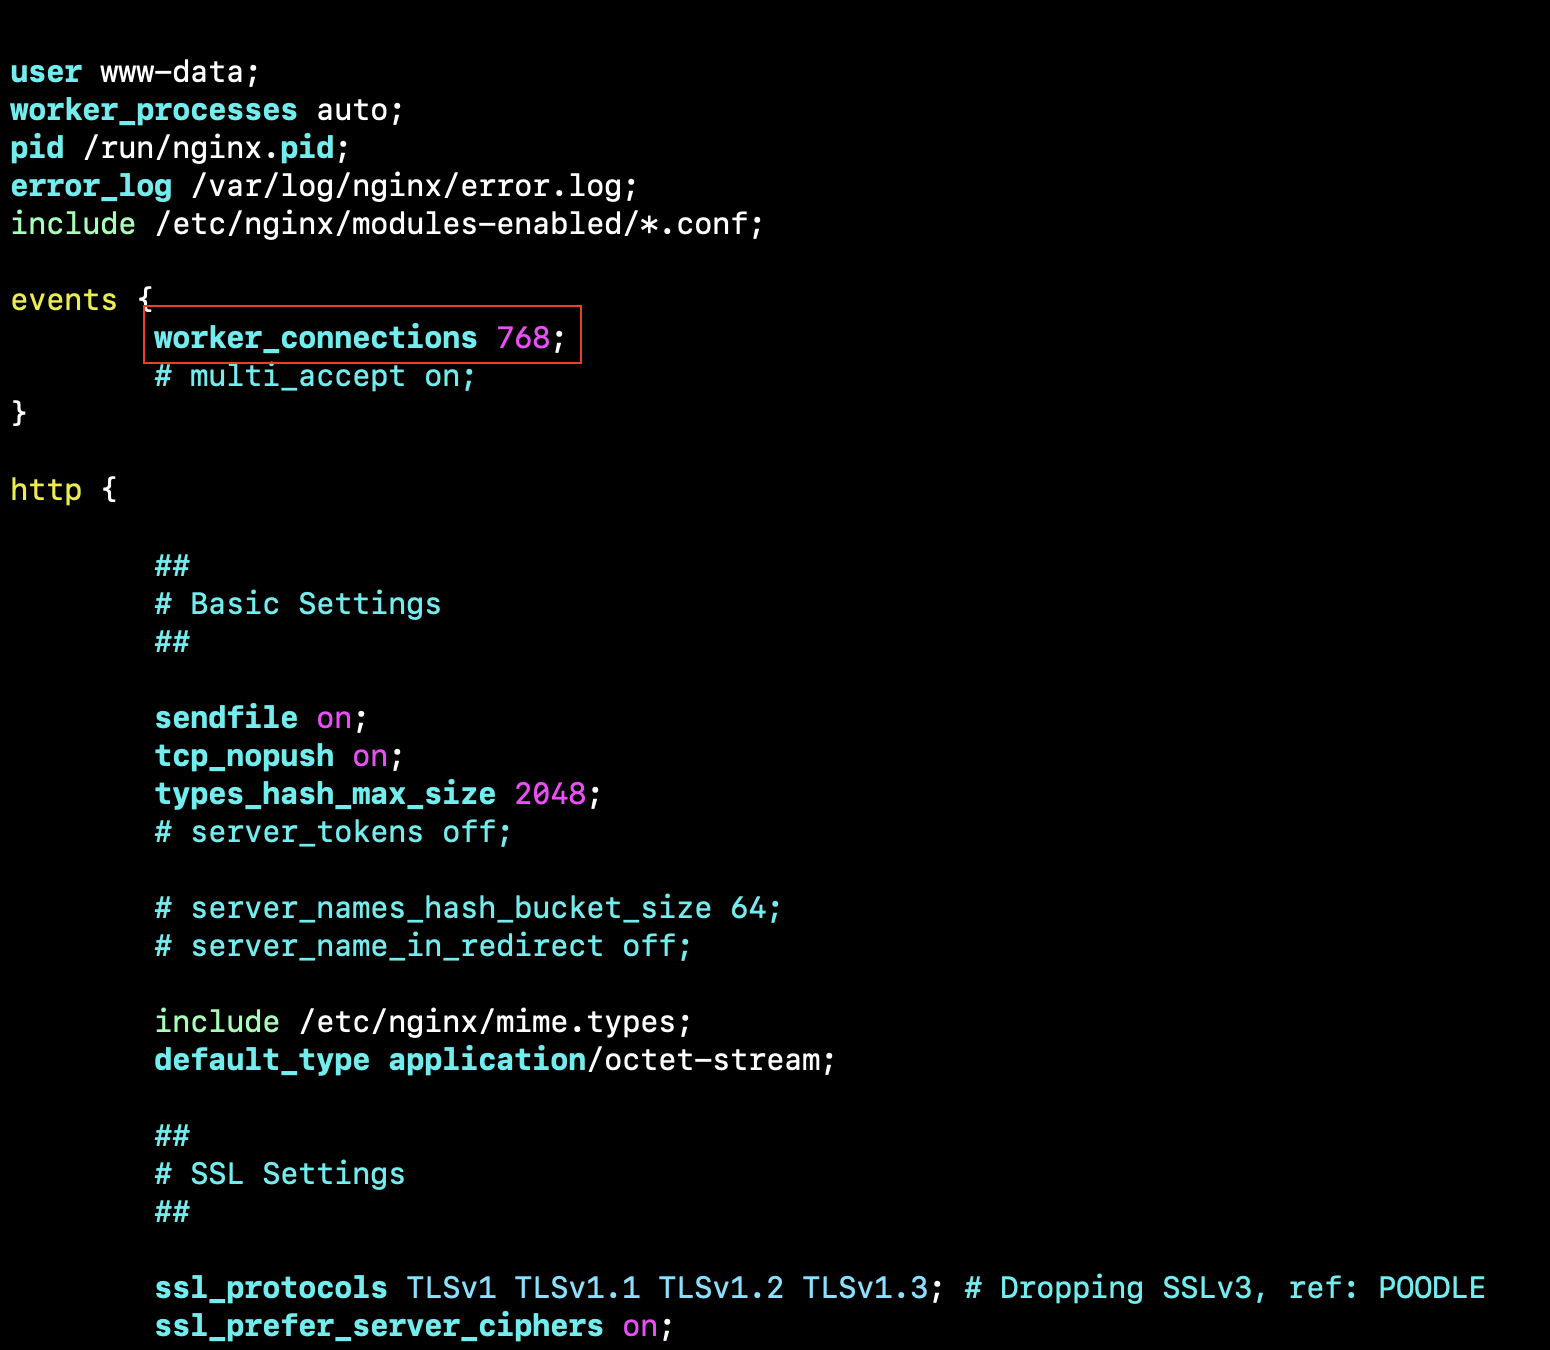 user www-data;
worker_processes auto;
pid /run/nginx.pid;
error_log /var/log/nginx/error.log;
include /etc/nginx/modules-enabled/*.conf;
events {
worker_connections 768;
# multi_accept on;
}
http {
##
# Basic Settings
##
sendfile on;
tcp_nopush on;
types_hash_max_size 2048;
# server_tokens off;
# server_names_hash_bucket_size 64;
# server_name_in_redirect off;
include /etc/nginx/mime.types;
default_type application/octet-stream;
##
# SSL Settings
##
ssl_protocols TLSv1 TLSv1.1 TLSv1.2 TLSv1.3; # Dropping SSLv3, ref: POODLE
ssl_prefer_server_ciphers on;